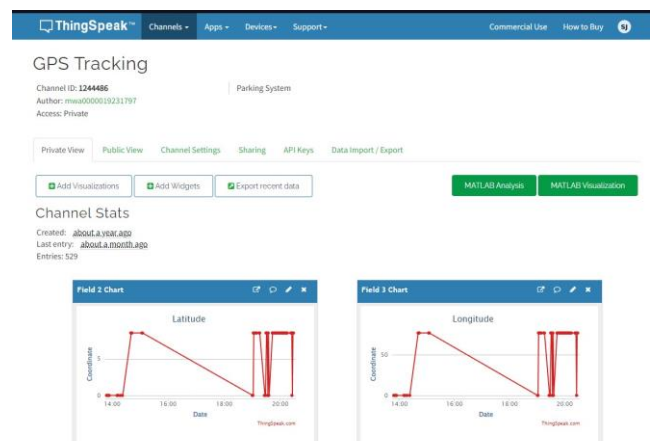 ThingSpeak™ Channels Apps Devices Support Commercial Use How to Buy SJ
GPS Tracking
Channel ID: 1244486 Parking System
Author: mwa0000019231797
Access: Private
Private View Public View Channel Settings Sharing API Keys Data Import / Export
Add Visualizations Add Widgets Export recent data MATLAB Analysis MATLAB Visualization
Channel Stats
Created: about a year ago
Last entry: about a month ago
Entries: 529
Field 2 Chart
Latitude
Coordinate
5
0
14:00 16:00 18:00 20:00
Date
ThingSpeak.com
Field 3 Chart
Longitude
Coordinate
50
0
14:00 16:00 18:00 20:00
Date
ThingSpeak.com